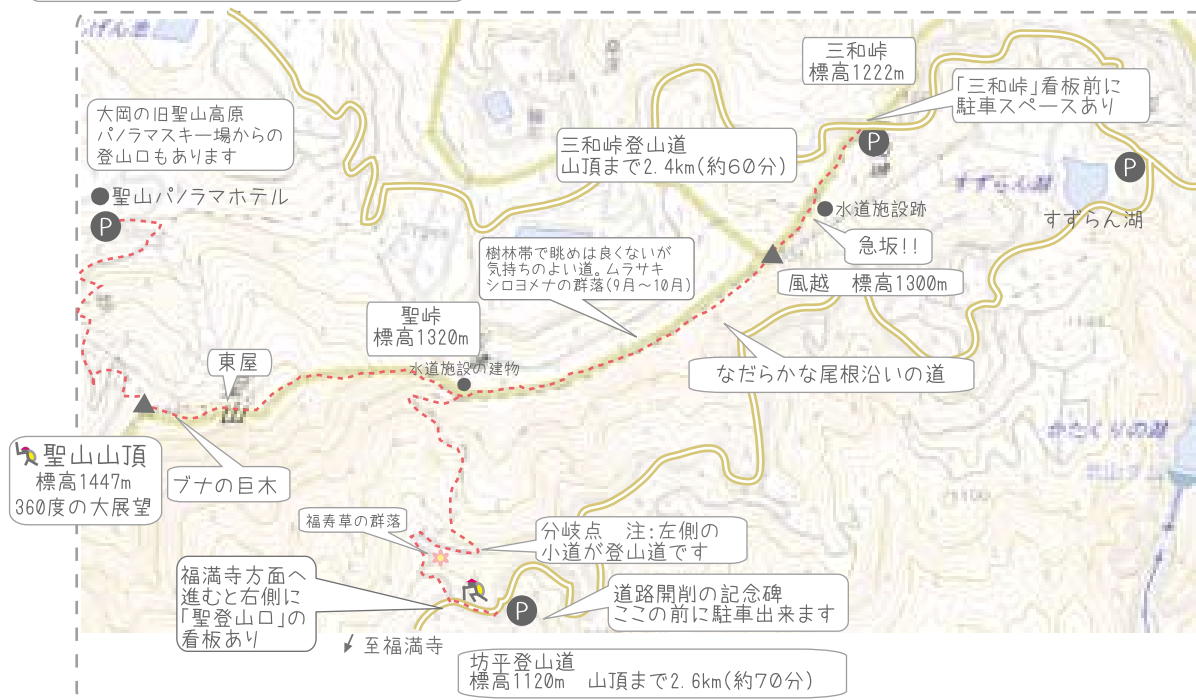 三和峠
標高1222m
「三和峠」看板前に
駐車スペースあり
大岡の旧聖山高原
パノラマスキー場からの
登山口もあります
三和峠登山道
山頂まで2.4km(約60分)
P
P
すずらん湖
●聖山パノラマホテル
P
●水道施設跡
すずらん湖
急坂!!
樹林帯で眺めは良くないが
気持ちのよい道。ムラサキ
シロヨメナの群落(9月〜10月)
風越　標高1300m
聖峠
標高1320m
水道施設の建物
東屋
なだらかな尾根沿いの道
かたくりの湖
聖山山頂
標高1447m
360度の大展望
ブナの巨木
1100
福寿草の群落
分岐点　注:左側の
小道が登山道です
福満寺方面へ
進むと右側に
「聖登山口」の
看板あり
P
道路開削の記念碑
ここの前に駐車出来ます
至福満寺
坊平登山道
標高1120m　山頂まで2.6km(約70分)